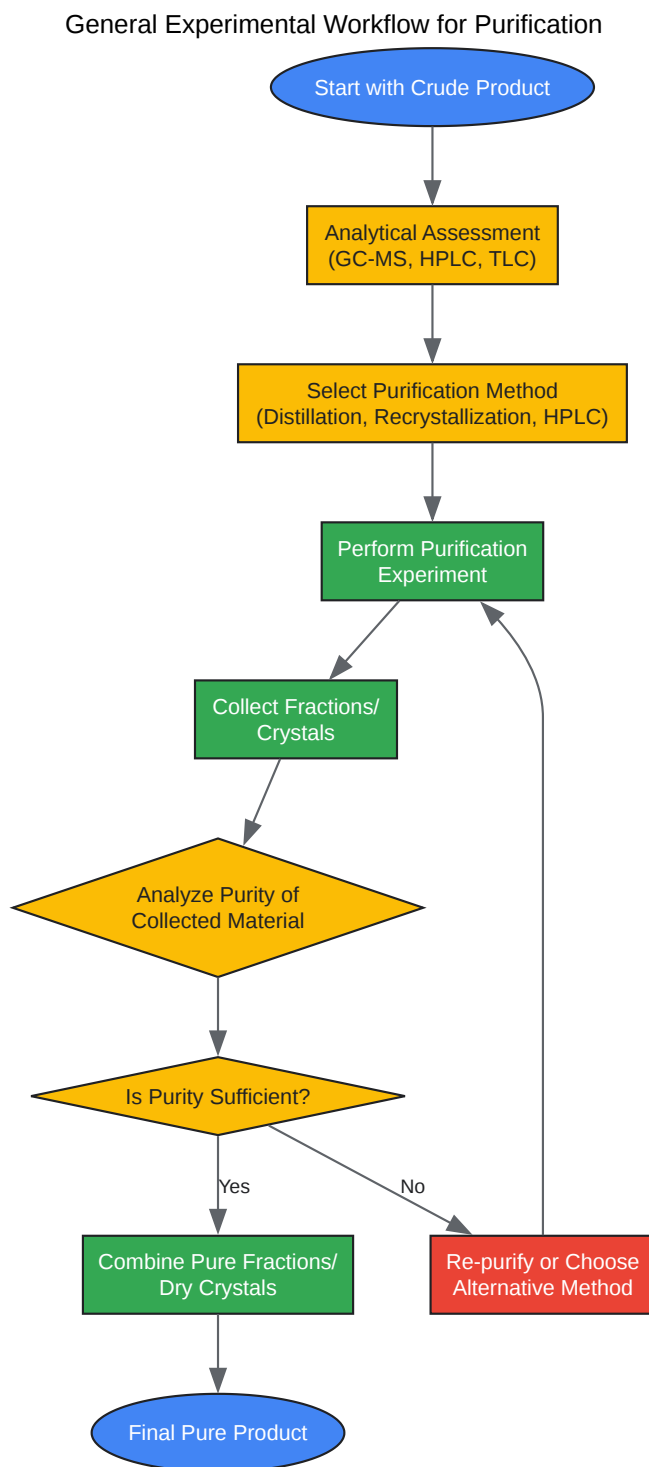 General Experimental Workflow for Purification
Start with Crude Product
Analytical Assessment
(GC-MS, HPLC, TLC)
Select Purification Method
(Distillation, Recrystallization, HPLC)
Perform Purification
Experiment
Collect Fractions/
Crystals
Analyze Purity of
Collected Material
Is Purity Sufficient?
Yes
No
Combine Pure Fractions/
Dry Crystals
Re-purify or Choose
Alternative Method
Final Pure Product